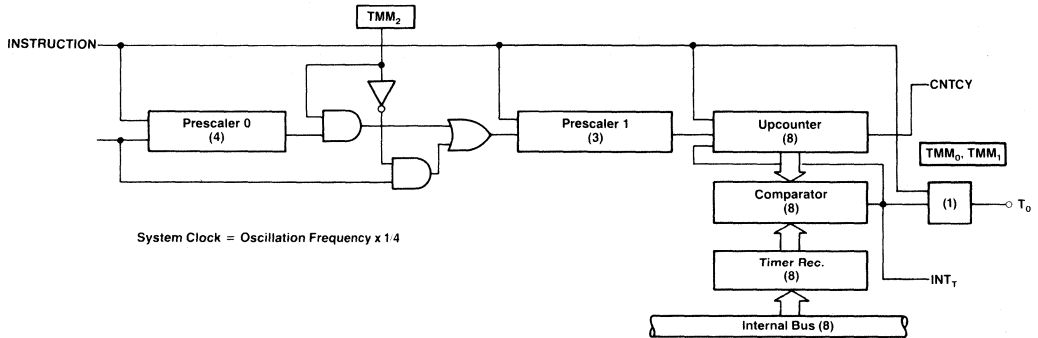 TMM₂
INSTRUCTION
CNTCY
Prescaler 0
(4)
Prescaler 1
(3)
Upcounter
(8)
TMM₀, TMM₁
Comparator
(8)
(1)
T₀
System Clock = Oscillation Frequency x 1/4
Timer Rec.
(8)
INT_T
Internal Bus (8)